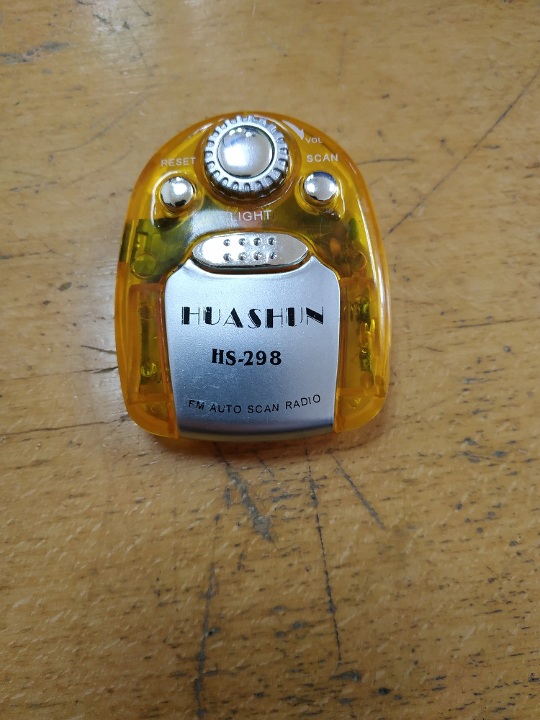 VOL
RESET
SCAN
LIGHT
HUASHUN
HS-298
FM AUTO SCAN RADIO